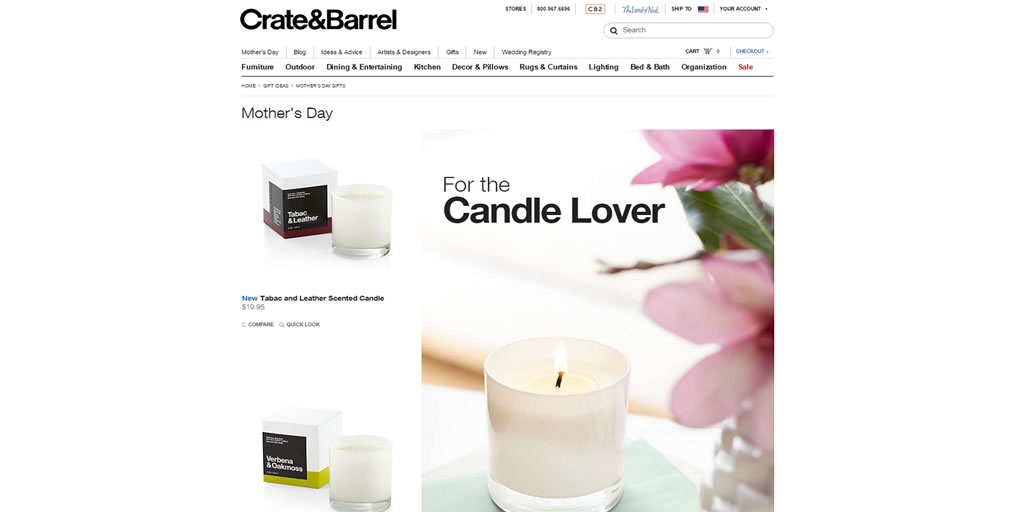 Crate&Barrel
STORES
800.967.6696
CB2
The Land of Nod
SHIP TO
YOUR ACCOUNT
Search
Mother's Day
Blog
Ideas & Advice
Artists & Designers
Gifts
New
Wedding Registry
CART
0
CHECKOUT
Furniture
Outdoor
Dining & Entertaining
Kitchen
Decor & Pillows
Rugs & Curtains
Lighting
Bed & Bath
Organization
Sale
HOME > GIFT IDEAS > MOTHER'S DAY GIFTS
Mother's Day
Tabac
&Leather
For the
Candle Lover
New Tabac and Leather Scented Candle
$19.95
COMPARE
QUICK LOOK
Verbena
&Oakmoss